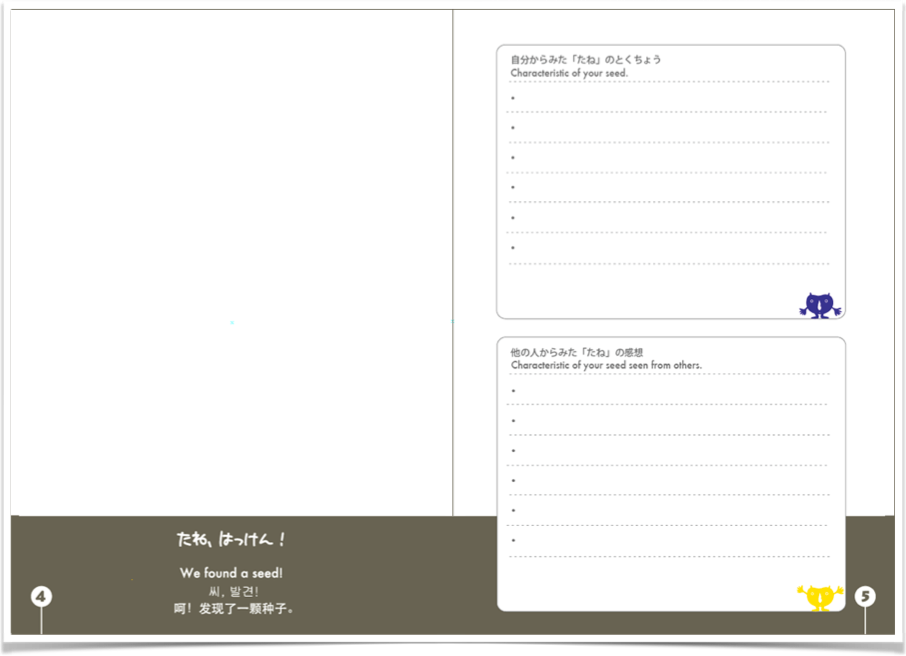 たね、はっけん！
We found a seed!
씨, 발견!
呵！发现了一颗种子。
4
自分からみた「たね」のとくちょう
Characteristic of your seed.
•
•
•
•
•
•
他の人からみた「たね」の感想
Characteristic of your seed seen from others.
•
•
•
•
•
•
5